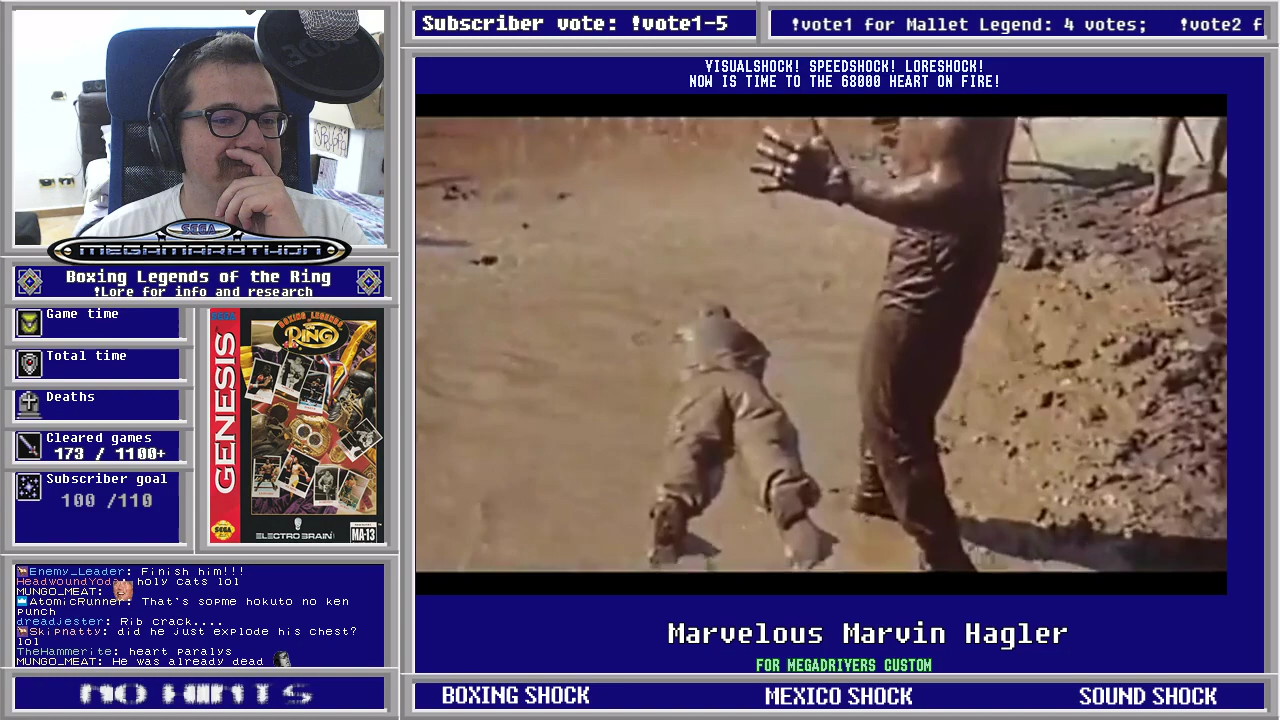 Subscriber vote: !vote1-5
!vote1 for Mallet Legend: 4 votes; !vote2 f
VISUALSHOCK! SPEEDSHOCK! LORESHOCK!
NOW IS TIME TO THE 68000 HEART ON FIRE!
SEGA
MEGAMARATHON
Boxing Legends of the Ring
!Lore for info and research
Game time
Total time
Deaths
Cleared games
173 / 1100+
Subscriber goal
100 /110
SEGA
GENESIS
BOXING LEGENDS
OF THE
RING
ELECTRO BRAIN
MA-13
Enemy_Leader: Finish him!!!
HeadwoundYoda: holy cats lol
MUNGO_MEAT:
AtomicRunner: That's sopme hokuto no ken
punch
dreadjester: Rib crack....
Skipnatty: did he just explode his chest?
lol
TheHammerite: heart paralys
MUNGO_MEAT: He was already dead
NO HINTS
Marvelous Marvin Hagler
FOR MEGADRIVERS CUSTOM
BOXING SHOCK
MEXICO SHOCK
SOUND SHOCK